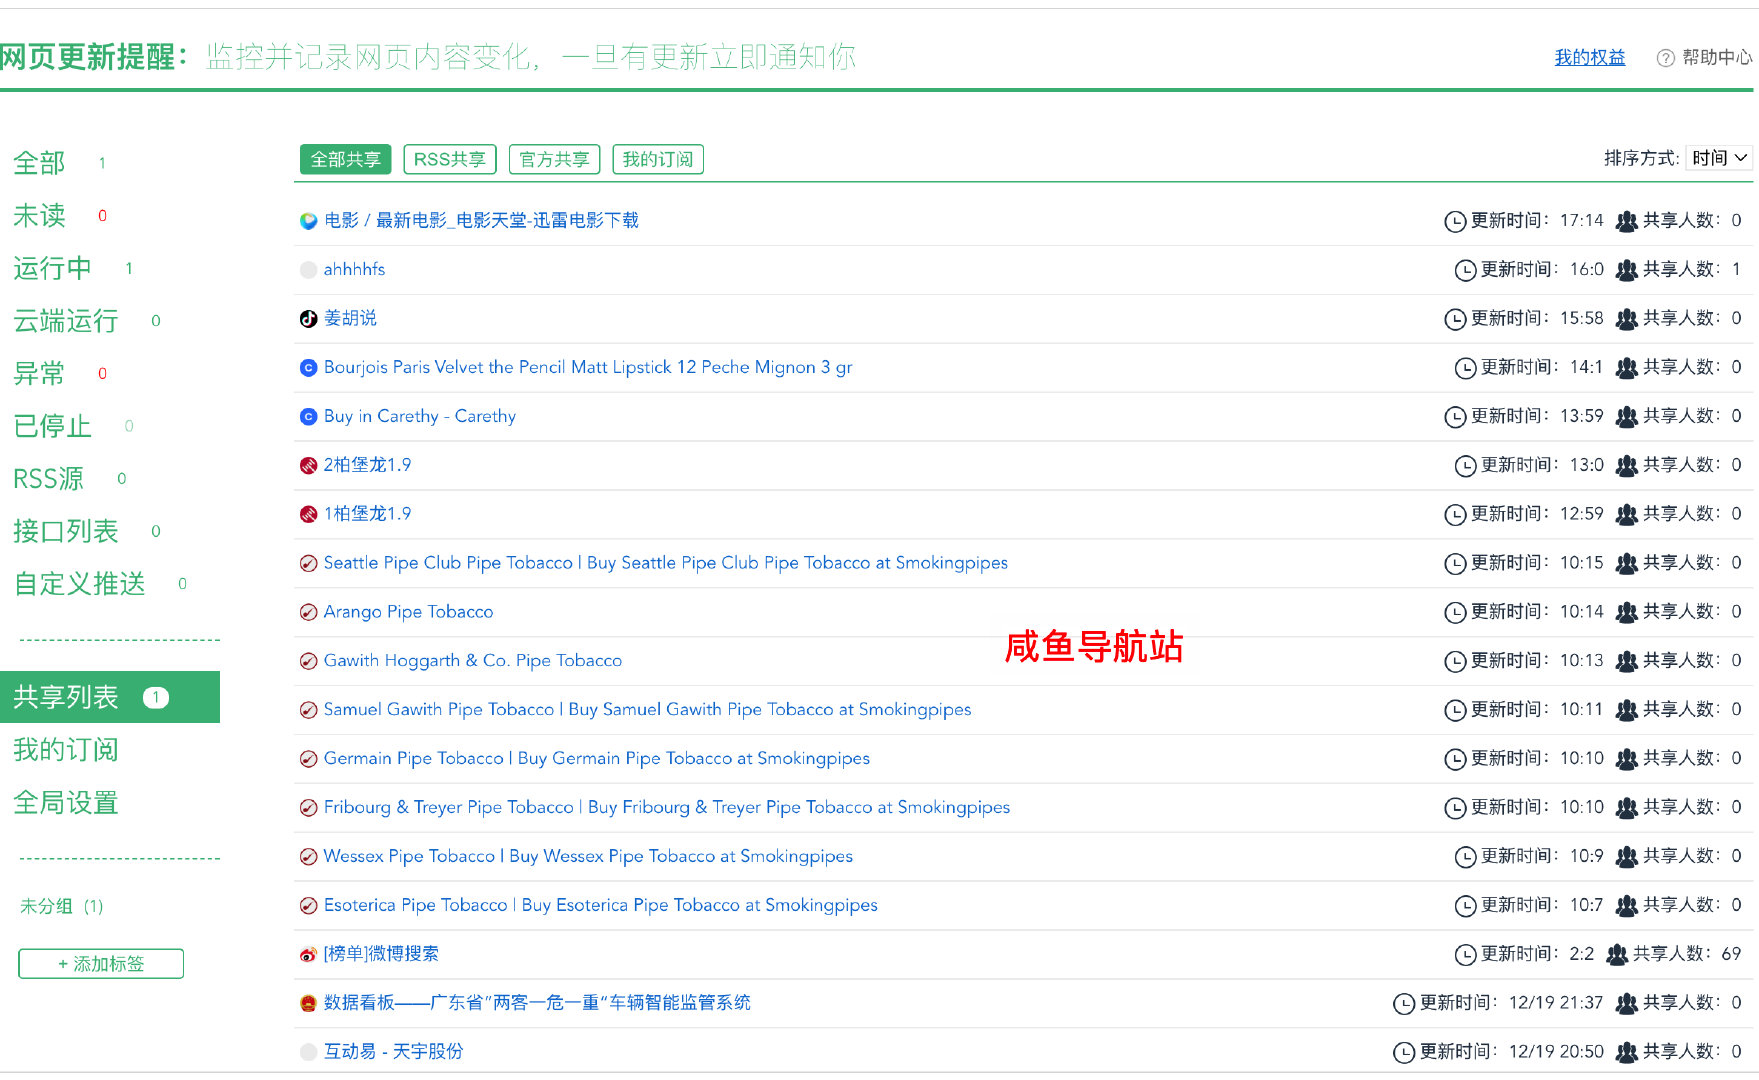 网页更新提醒：监控并记录网页内容变化，一旦有更新立即通知你
我的权益 ? 帮助中心
全部 1
未读 0
运行中 1
云端运行 0
异常 0
已停止 0
RSS源 0
接口列表 0
自定义推送 0
共享列表 1
我的订阅
全局设置
未分组 (1)
+ 添加标签
全部共享 RSS共享 官方共享 我的订阅 排序方式: 时间
电影 / 最新电影_电影天堂-迅雷电影下载 更新时间：17:14 共享人数：0
ahhhhfs 更新时间：16:0 共享人数：1
姜胡说 更新时间：15:58 共享人数：0
Bourjois Paris Velvet the Pencil Matt Lipstick 12 Peche Mignon 3 gr 更新时间：14:1 共享人数：0
Buy in Carethy - Carethy 更新时间：13:59 共享人数：0
2柏堡龙1.9 更新时间：13:0 共享人数：0
1柏堡龙1.9 更新时间：12:59 共享人数：0
Seattle Pipe Club Pipe Tobacco | Buy Seattle Pipe Club Pipe Tobacco at Smokingpipes 更新时间：10:15 共享人数：0
Arango Pipe Tobacco 更新时间：10:14 共享人数：0
咸鱼导航站
Gawith Hoggarth & Co. Pipe Tobacco 更新时间：10:13 共享人数：0
Samuel Gawith Pipe Tobacco | Buy Samuel Gawith Pipe Tobacco at Smokingpipes 更新时间：10:11 共享人数：0
Germain Pipe Tobacco | Buy Germain Pipe Tobacco at Smokingpipes 更新时间：10:10 共享人数：0
Fribourg & Treyer Pipe Tobacco | Buy Fribourg & Treyer Pipe Tobacco at Smokingpipes 更新时间：10:10 共享人数：0
Wessex Pipe Tobacco | Buy Wessex Pipe Tobacco at Smokingpipes 更新时间：10:9 共享人数：0
Esoterica Pipe Tobacco | Buy Esoterica Pipe Tobacco at Smokingpipes 更新时间：10:7 共享人数：0
[榜单]微博搜索 更新时间：2:2 共享人数：69
数据看板——广东省”两客一危一重“车辆智能监管系统 更新时间：12/19 21:37 共享人数：0
互动易 - 天宇股份 更新时间：12/19 20:50 共享人数：0